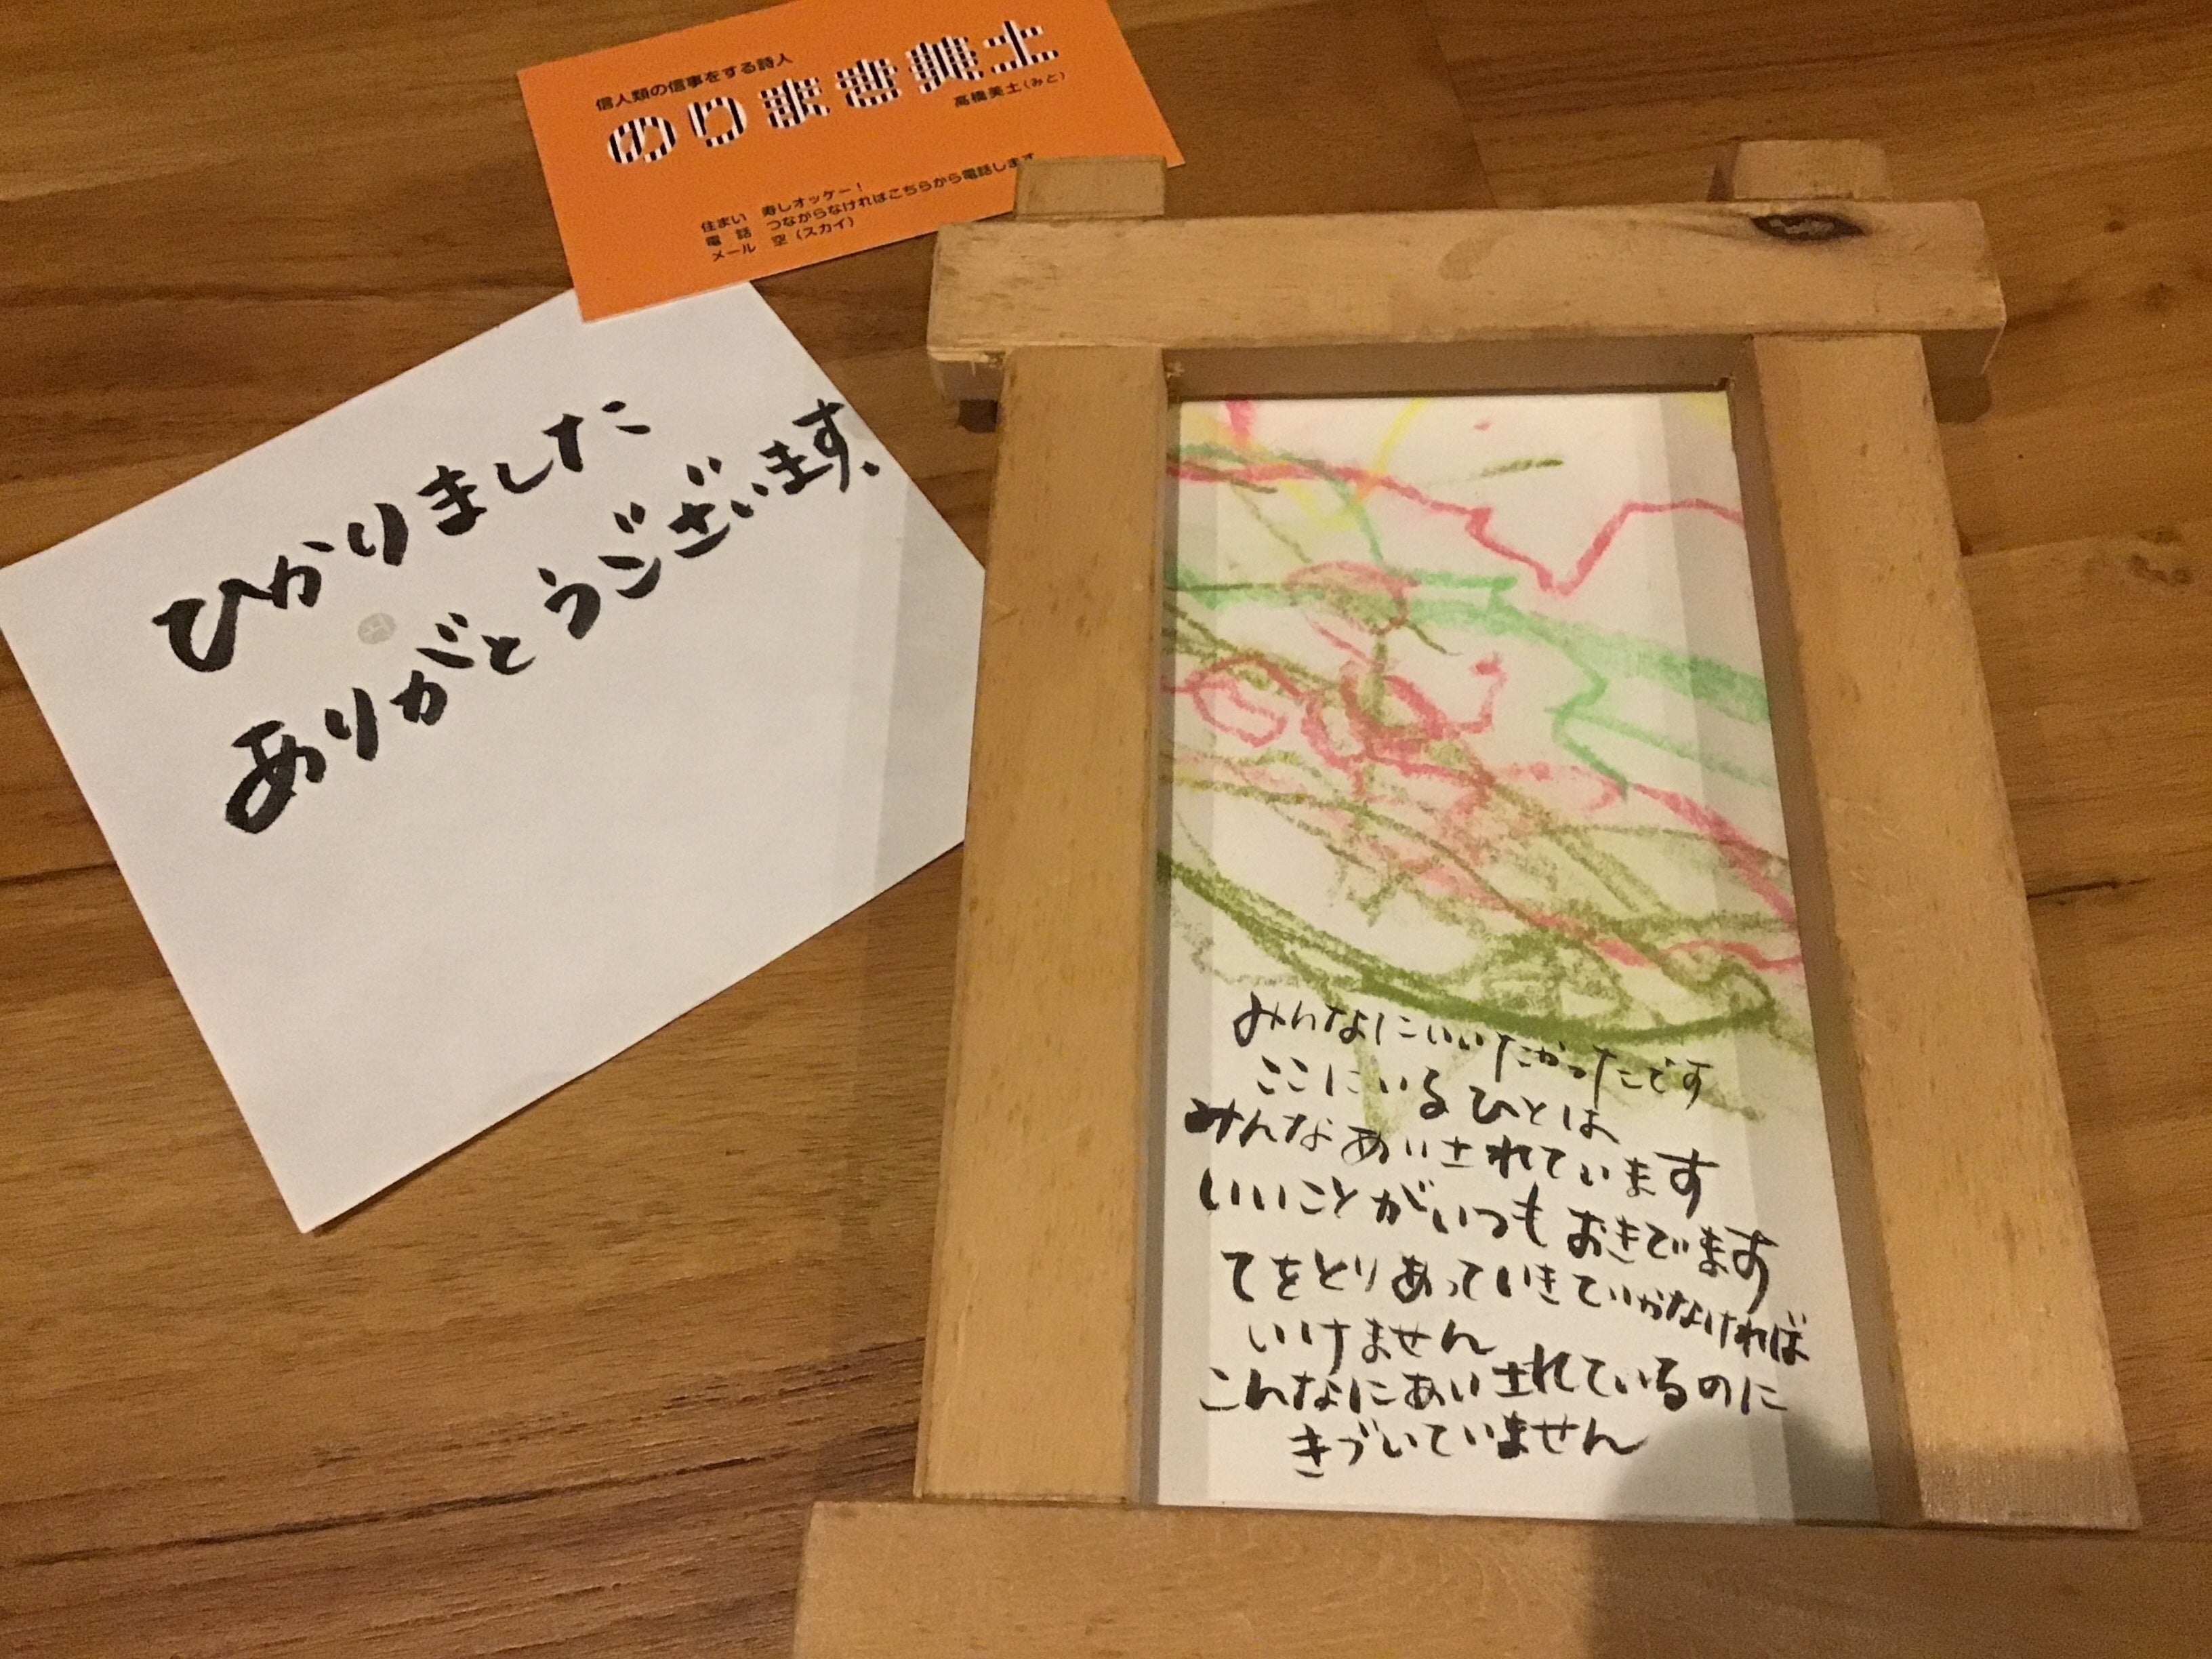 信人類の信事をする詩人
のりまき美土
高橋美土(みと)
住まい 寿しオッケー!
電話 つながらなければこちらから電話します
メール 空(スカイ)
ひかりました
ありがとうございます。
みんなにいいたかったです
ここにいるひとは
みんなあいされています
いいことがいつもおきてます
てをとりあっていきていかなければ
いけません
こんなにあいされているのに
きづいていません